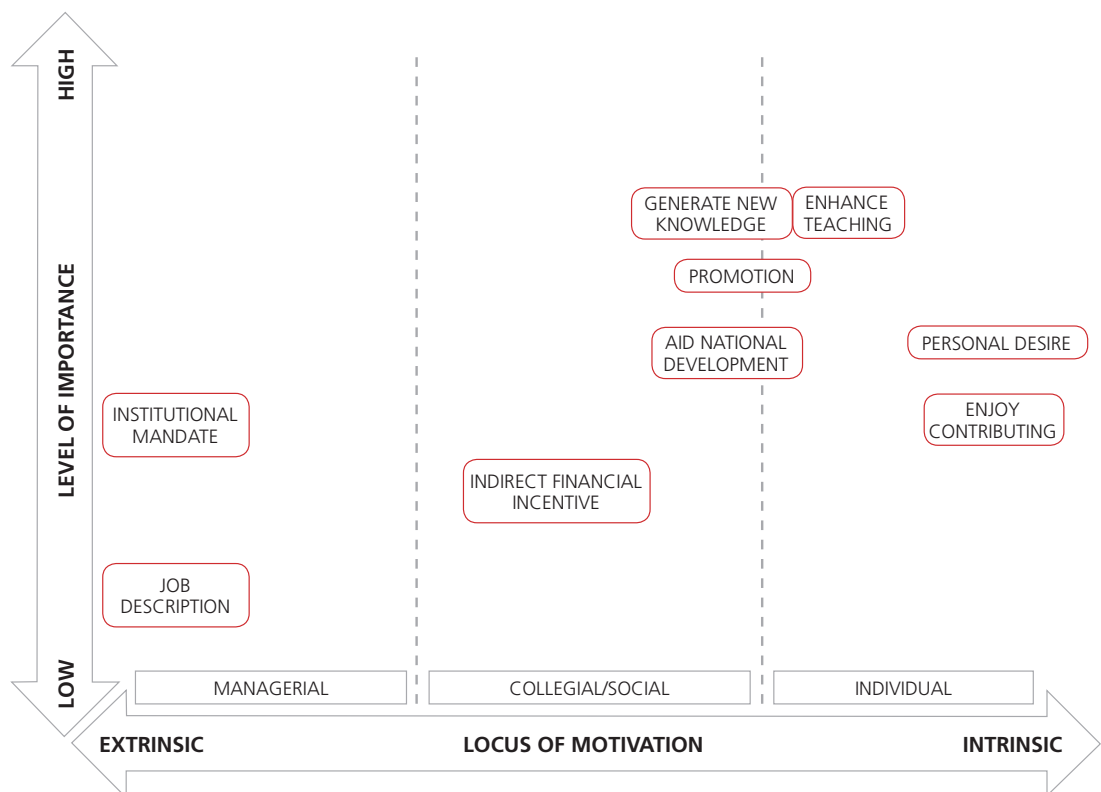 HIGH
LEVEL OF IMPORTANCE
LOW
GENERATE NEW
KNOWLEDGE
ENHANCE
TEACHING
PROMOTION
AID NATIONAL
DEVELOPMENT
PERSONAL DESIRE
INSTITUTIONAL
MANDATE
ENJOY
CONTRIBUTING
INDIRECT FINANCIAL
INCENTIVE
JOB
DESCRIPTION
MANAGERIAL
COLLEGIAL/SOCIAL
INDIVIDUAL
EXTRINSIC
LOCUS OF MOTIVATION
INTRINSIC